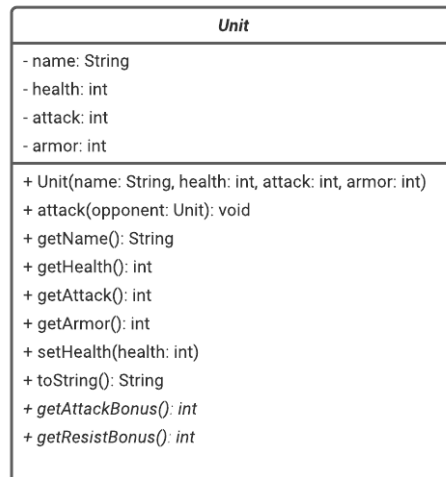 Unit
- name: String
- health: int
- attack: int
- armor: int
+ Unit(name: String, health: int, attack: int, armor: int)
+ attack(opponent: Unit): void
+ getName(): String
+ getHealth(): int
+ getAttack(): int
+ getArmor(): int
+ setHealth(health: int)
+ toString(): String
+ getAttackBonus(): int
+ getResistBonus(): int